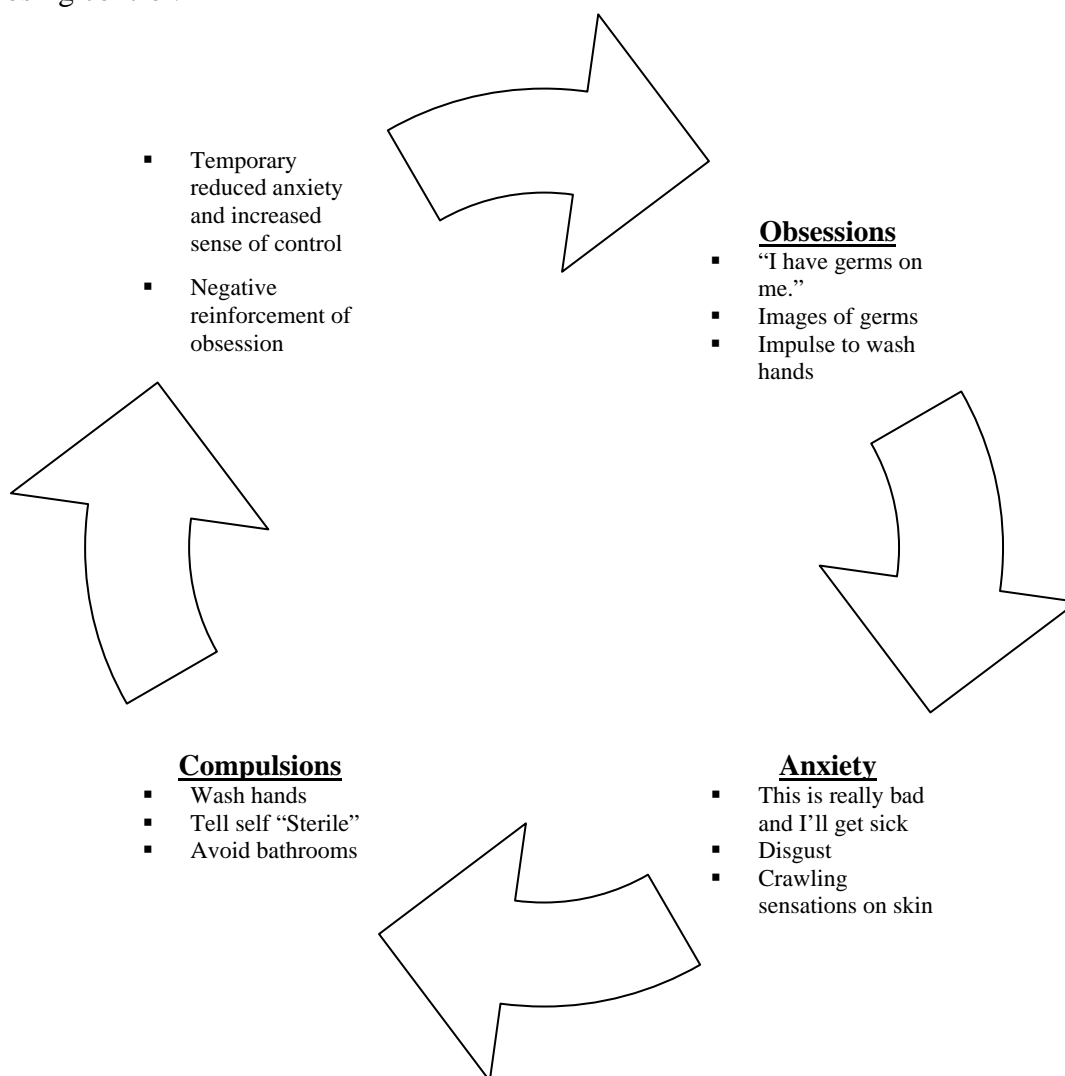 ▪ Temporary
reduced anxiety
and increased
sense of control
▪ Negative
reinforcement of
obsession
Obsessions
▪ “I have germs on
me.”
▪ Images of germs
▪ Impulse to wash
hands
Anxiety
▪ This is really bad
and I’ll get sick
▪ Disgust
▪ Crawling
sensations on skin
Compulsions
▪ Wash hands
▪ Tell self “Sterile”
▪ Avoid bathrooms